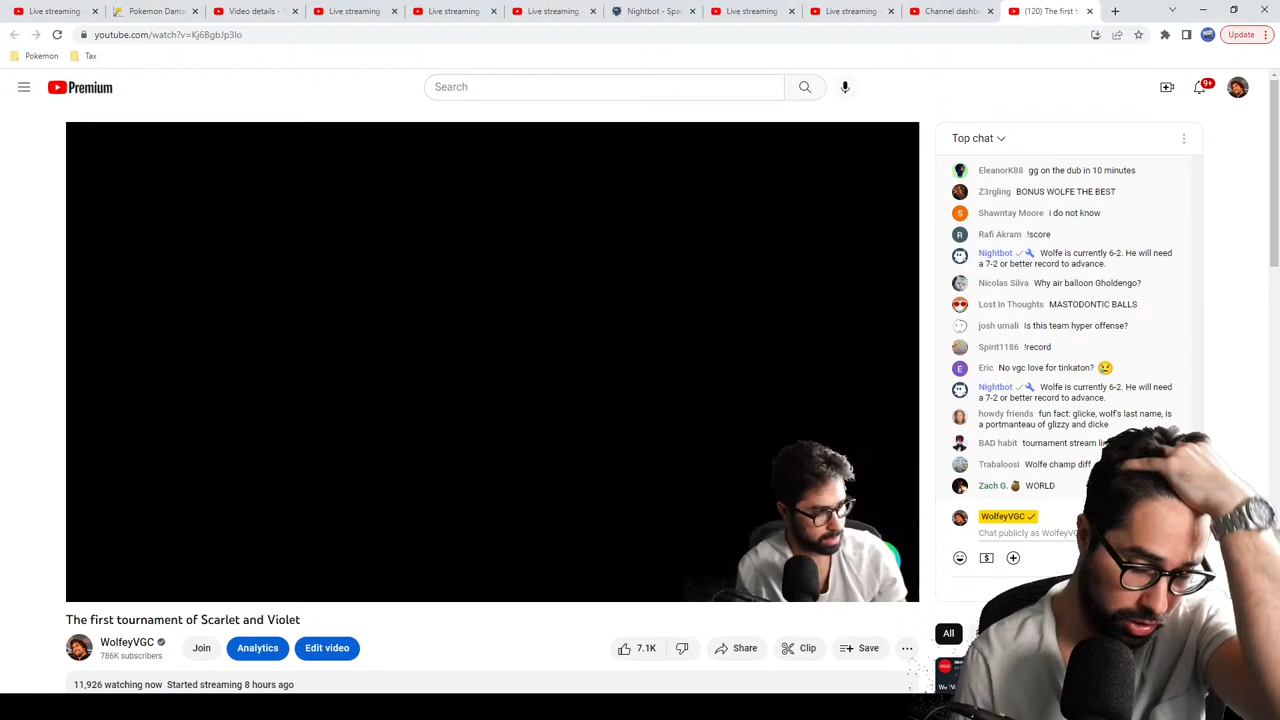 Live streaming
Pokemon Dama
Video details -
Live streaming
Live streaming
Live streaming
Nightbot - Spa
Live streaming
Live streaming
Channel dashb
(120) The first t
youtube.com/watch?v=Kj6BgbJp3Io
Update
Pokemon
Tax
Premium
Search
9+
Top chat
EleanorK88 gg on the dub in 10 minutes
Z3rgling BONUS WOLFE THE BEST
S Shawntay Moore i do not know
R Rafi Akram !score
Nightbot Wolfe is currently 6-2. He will need
a 7-2 or better record to advance.
Nicolas Silva Why air balloon Gholdengo?
Lost In Thoughts MASTODONTIC BALLS
josh umali Is this team hyper offense?
Spirit1186 !record
E Eric No vgc love for tinkaton? 😢
Nightbot Wolfe is currently 6-2. He will need
a 7-2 or better record to advance.
howdy friends fun fact: glicke, wolf's last name, is
a portmanteau of glizzy and dicke
BAD habit tournament stream
Trabaloosi Wolfe champ diff
Zach G. WORLD
WolfeyVGC
Chat publicly as WolfeyV
The first tournament of Scarlet and Violet
WolfeyVGC
786K subscribers
Join
Analytics
Edit video
7.1K
Share
Clip
Save
All
11,926 watching now Started streaming 8 hours ago